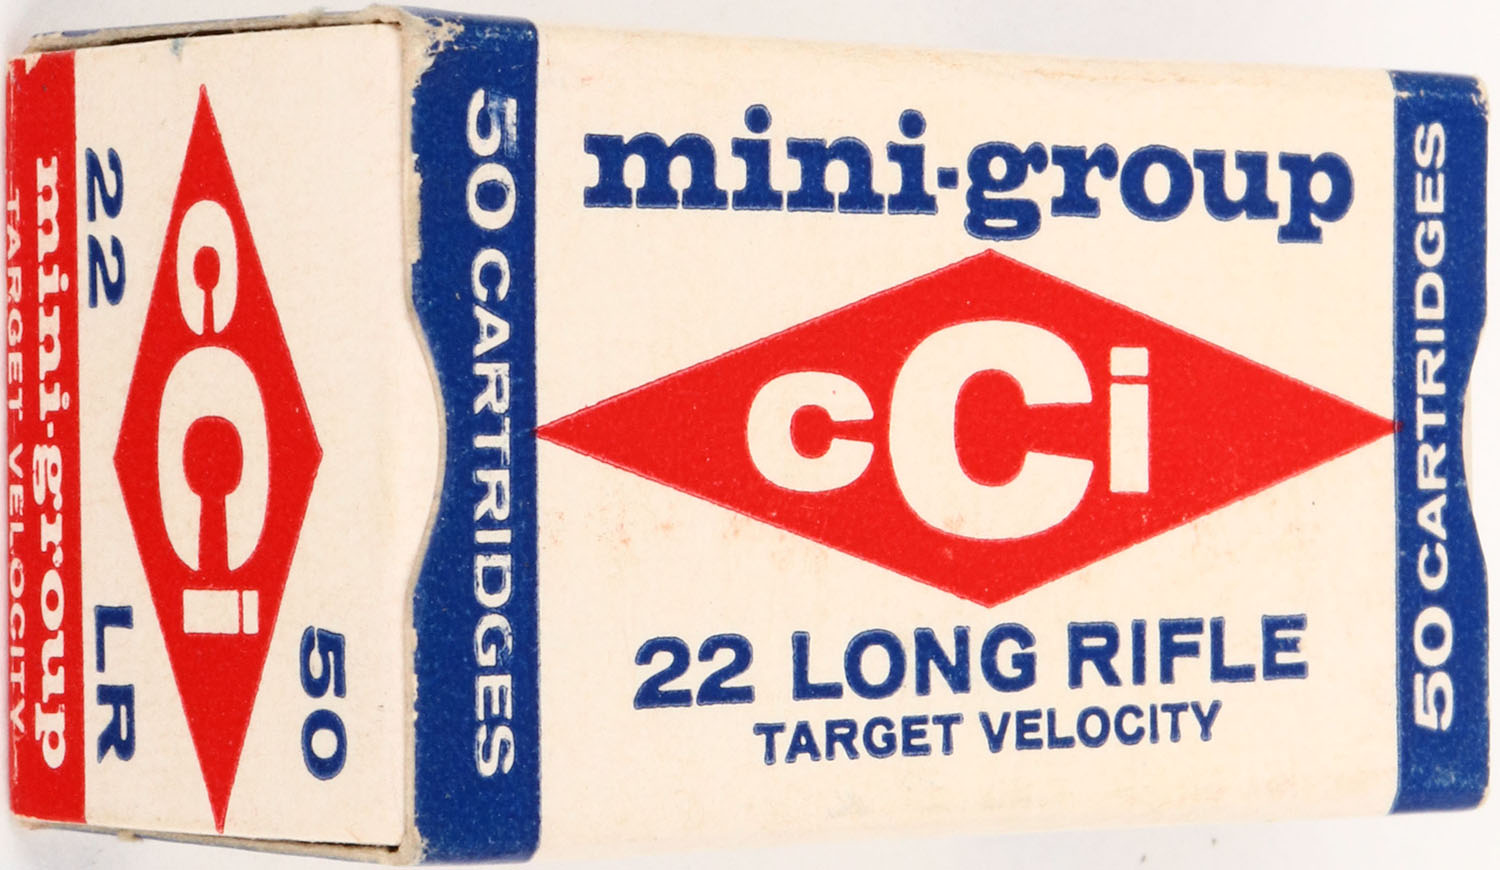 mini-group
cCi
22 LONG RIFLE
TARGET VELOCITY
50 CARTRIDGES
50 CARTRIDGES
50
cCi
22 LR
mini-group
TARGET VELOCITY